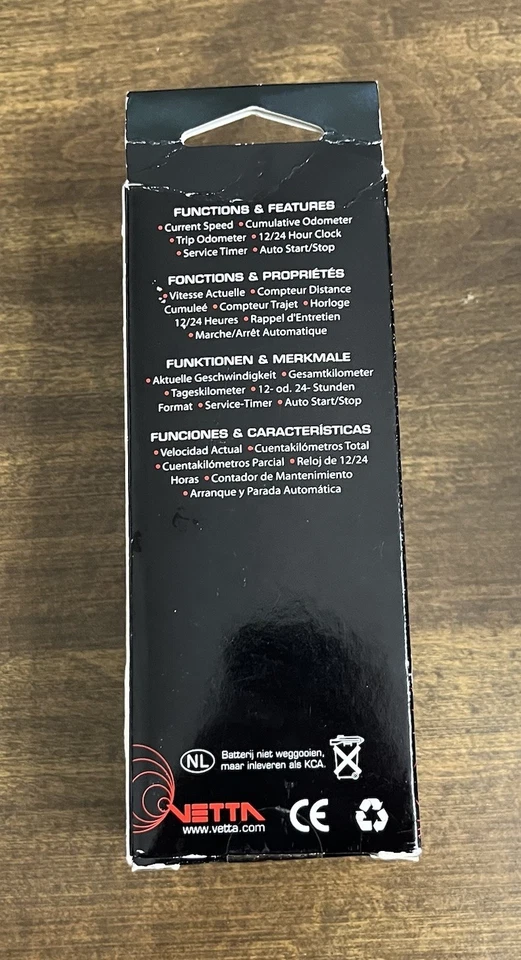 FUNCTIONS & FEATURES
• Current Speed • Cumulative Odometer
• Trip Odometer • 12/24 Hour Clock
• Service Timer • Auto Start/Stop
FONCTIONS & PROPRIÉTÉS
• Vitesse Actuelle • Compteur Distance
Cumuleé • Compteur Trajet • Horloge
12/24 Heures • Rappel d'Entretien
• Marche/Arrêt Automatique
FUNKTIONEN & MERKMALE
• Aktuelle Geschwindigkeit • Gesamtkilometer
• Tageskilometer • 12- od. 24- Stunden
Format • Service-Timer • Auto Start/Stop
FUNCIONES & CARACTERÍSTICAS
• Velocidad Actual • Cuentakilómetros Total
• Cuentakilómetros Parcial • Reloj de 12/24
Horas • Contador de Mantenimiento
• Arranque y Parada Automática
NL
Batterij niet weggooien,
maar inleveren als KCA.
VETTA
www.vetta.com
CE